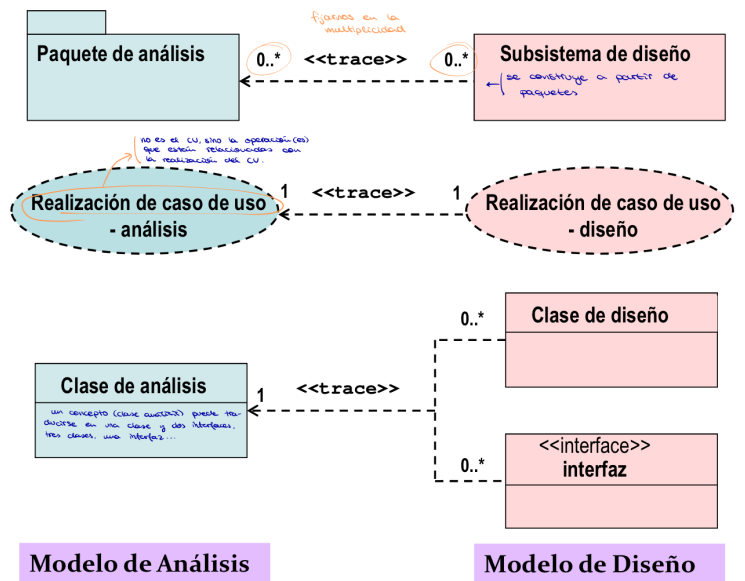 fijarnos en la
multiplicidad
Paquete de análisis
0..*
<<trace>>
0..*
Subsistema de diseño
se construye a partir de
paquetes
no es el CU, sino la operación(es)
que están relacionadas con
la realización del CU.
Realización de caso de uso
- análisis
1
<<trace>>
1
Realización de caso de uso
- diseño
Clase de análisis
un concepto (clase análisis) puede tra-
ducirse en una clase y dos interfaces,
tres clases, una interfaz...
1
<<trace>>
0..*
Clase de diseño
0..*
<<interface>>
interfaz
Modelo de Análisis
Modelo de Diseño